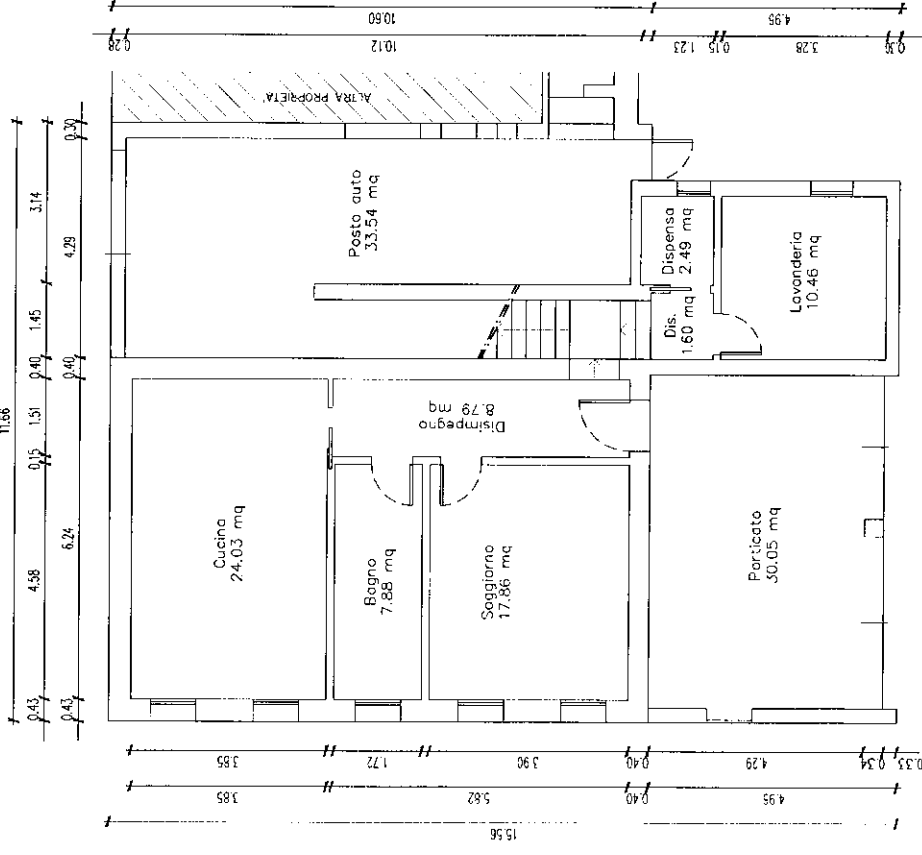 10.60
4.95
0.28
10.12
1.23
0.15
3.28
0.36
ALTRA PROPRIETA'
11.66
0.43
4.58
0.15
1.51
0.40
1.45
3.14
0.30
0.43
6.24
0.40
4.29
Posto auto
33.54 mq
Dispensa
2.49 mq
Dis.
1.60 mq
Lavanderia
10.46 mq
Disimpegno
8.79 mq
Cucina
24.03 mq
Bagno
7.88 mq
Soggiorno
17.86 mq
Porticato
30.05 mq
3.85
1.72
3.90
0.40
4.29
0.34
0.33
3.85
5.62
0.40
4.95
15.56